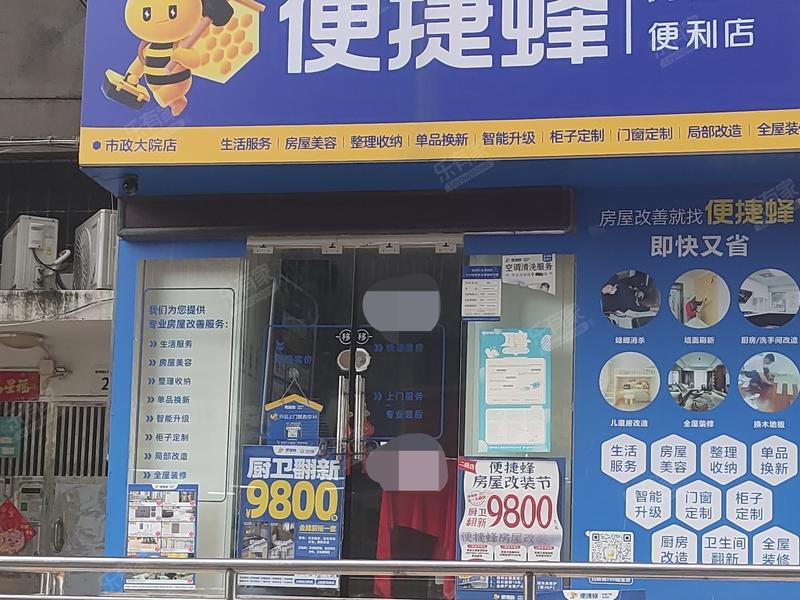 便捷蜂
便利店
市政大院店
生活服务 房屋美容 整理收纳 单品换新 智能升级 柜子定制 门窗定制 局部改造 全屋装
房屋改善就找便捷蜂
即快又省
蟑螂消杀 墙面刷新 厨房/洗手间改造
儿童房改造 全屋装修 换木地板
生活服务
房屋美容
整理收纳
单品换新
智能升级
门窗定制
柜子定制
厨房改造
卫生间翻新
全屋装修
我们为您提供
专业房屋改善服务:
生活服务
房屋美容
整理收纳
单品换新
智能升级
柜子定制
局部改造
全屋装修
移 移
快速
上门服务
专业售后
空调清洗服务
厨卫翻新
¥9800
便捷蜂
房屋改装节
厨卫翻新
9800
便捷蜂房屋改
便捷蜂
乐有家